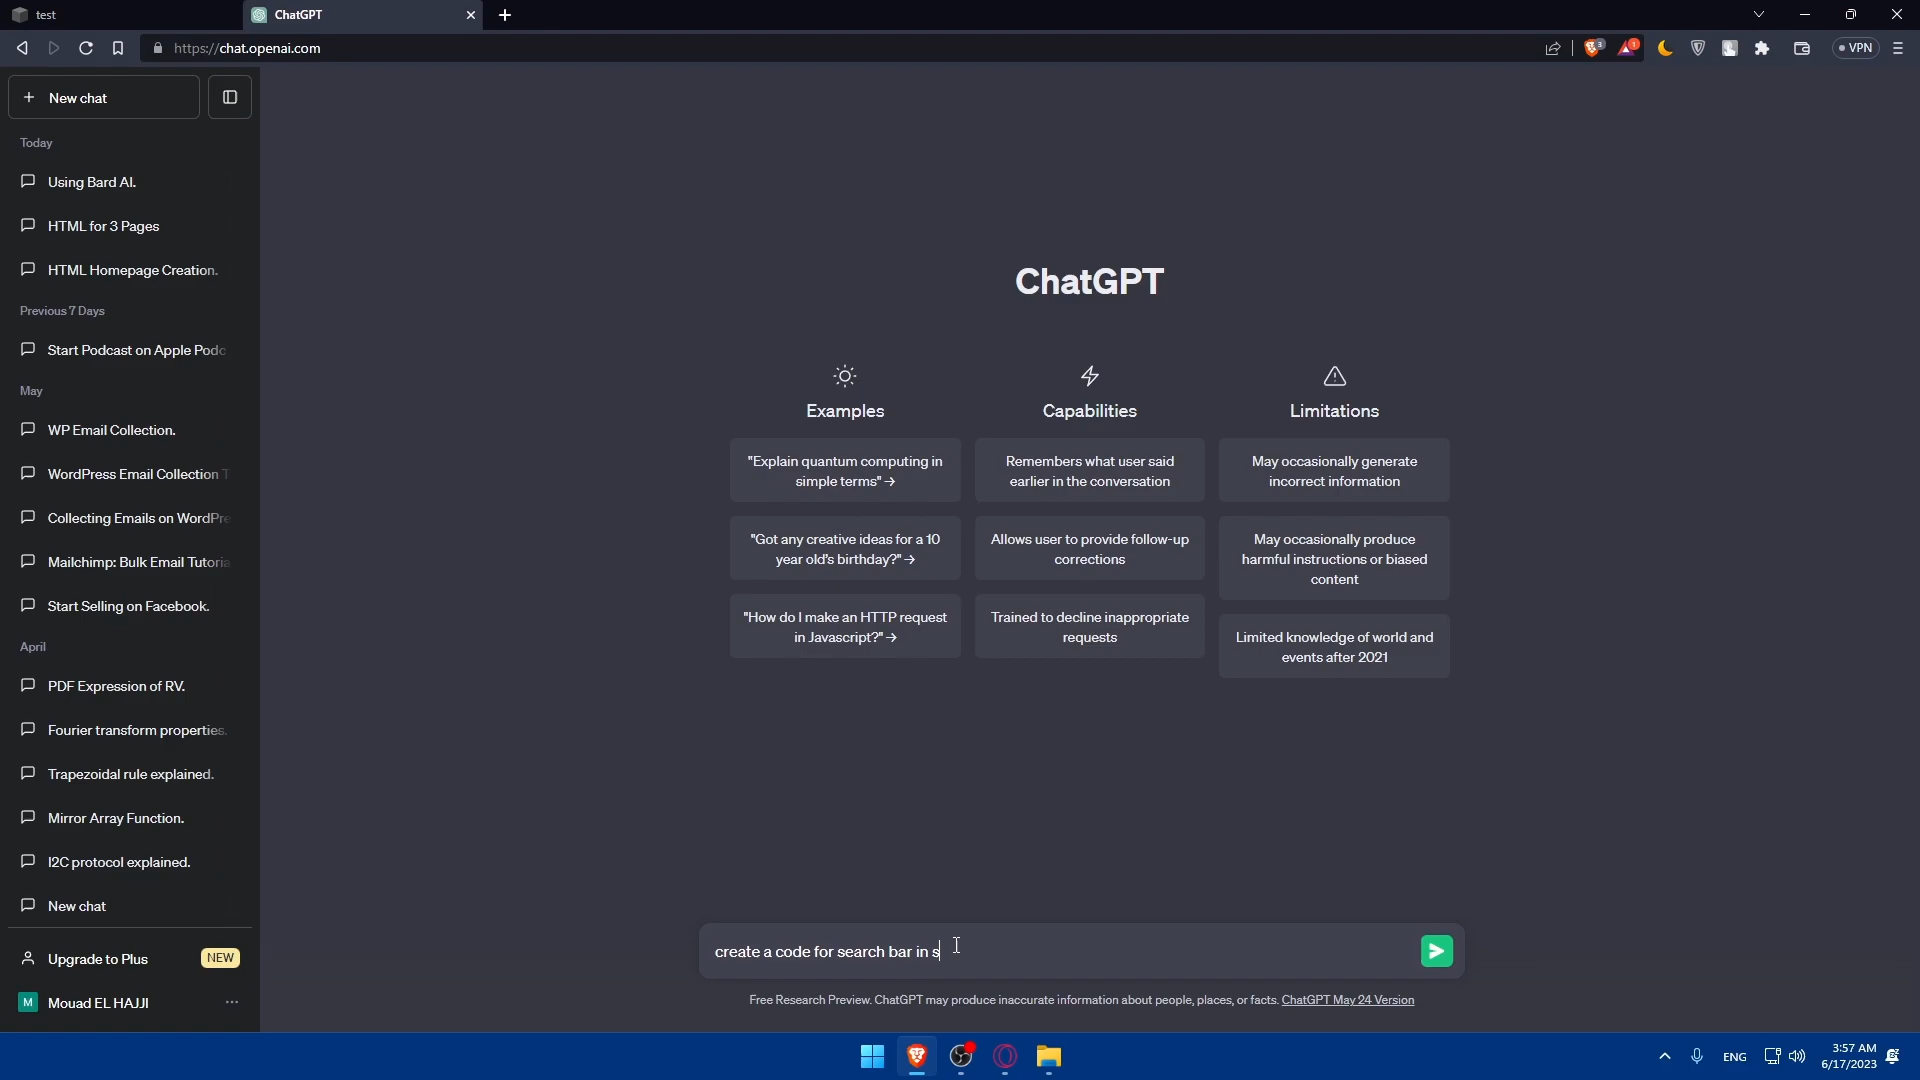 test
ChatGPT
https://chat.openai.com
3
1
VPN
New chat
Today
Using Bard AI.
HTML for 3 Pages
HTML Homepage Creation.
Previous 7 Days
Start Podcast on Apple Podc
May
WP Email Collection.
WordPress Email Collection T
Collecting Emails on WordPre
Mailchimp: Bulk Email Tutoria
Start Selling on Facebook.
April
PDF Expression of RV.
Fourier transform properties.
Trapezoidal rule explained.
Mirror Array Function.
I2C protocol explained.
New chat
Upgrade to Plus
NEW
M
Mouad EL HAJJI
ChatGPT
Examples
"Explain quantum computing in
simple terms" →
"Got any creative ideas for a 10
year old's birthday?" →
"How do I make an HTTP request
in Javascript?" →
Capabilities
Remembers what user said
earlier in the conversation
Allows user to provide follow-up
corrections
Trained to decline inappropriate
requests
Limitations
May occasionally generate
incorrect information
May occasionally produce
harmful instructions or biased
content
Limited knowledge of world and
events after 2021
create a code for search bar in s
Free Research Preview. ChatGPT may produce inaccurate information about people, places, or facts. ChatGPT May 24 Version
ENG
3:57 AM
6/17/2023